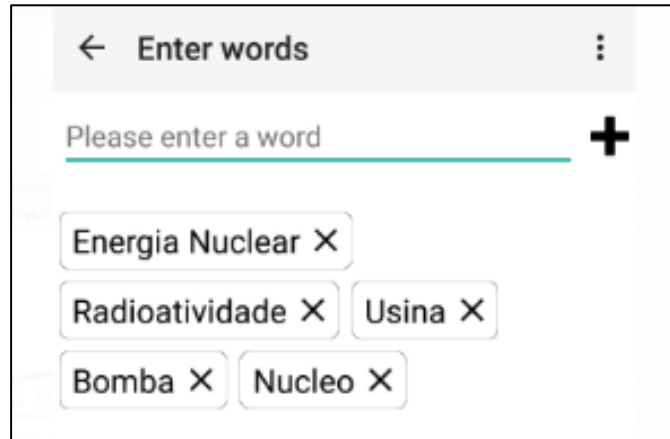 Enter words
Please enter a word
Energia Nuclear
Radioatividade Usina
Bomba Nucleo